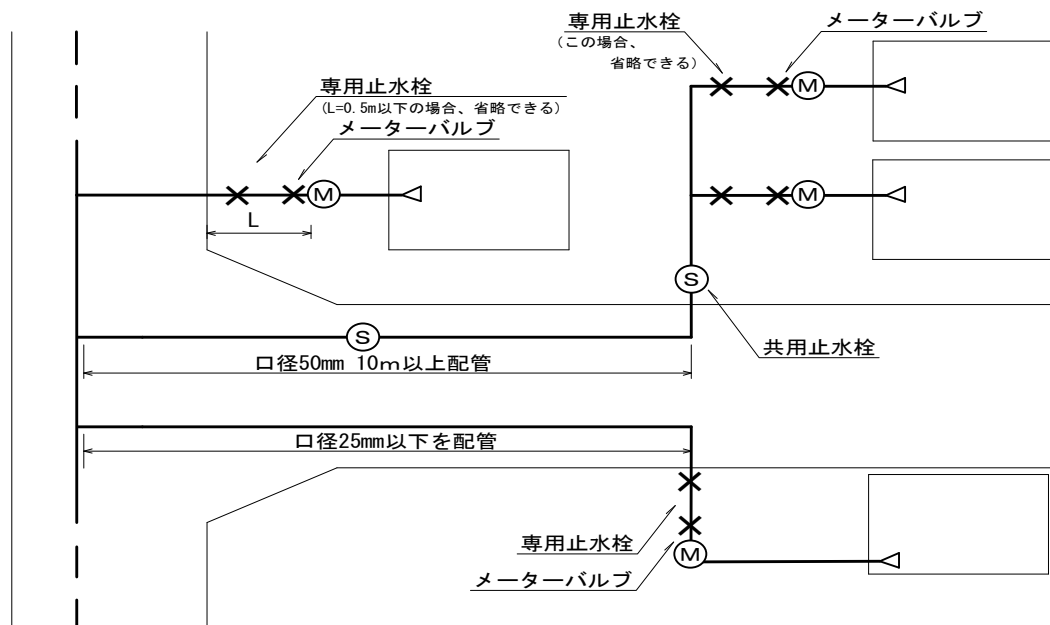 専用止水栓
(この場合、
省略できる)
メーターバルブ
M
専用止水栓
(L=0.5m以下の場合、省略できる)
メーターバルブ
M
L
M
S
共用止水栓
S
口径50mm 10m以上配管
口径25mm以下を配管
専用止水栓
メーターバルブ
M